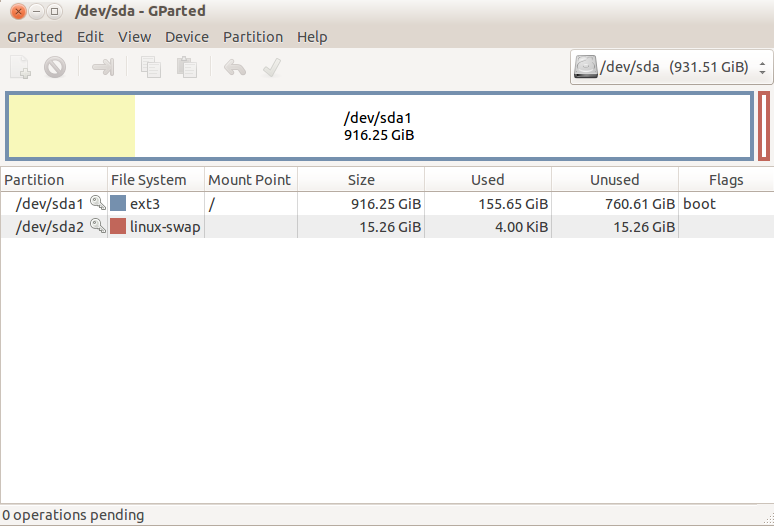 /dev/sda - GParted
GParted Edit View Device Partition Help
/dev/sda (931.51 GiB)
/dev/sda1
916.25 GiB
Partition File System Mount Point Size Used Unused Flags
/dev/sda1 ext3 / 916.25 GiB 155.65 GiB 760.61 GiB boot
/dev/sda2 linux-swap 15.26 GiB 4.00 KiB 15.26 GiB
0 operations pending